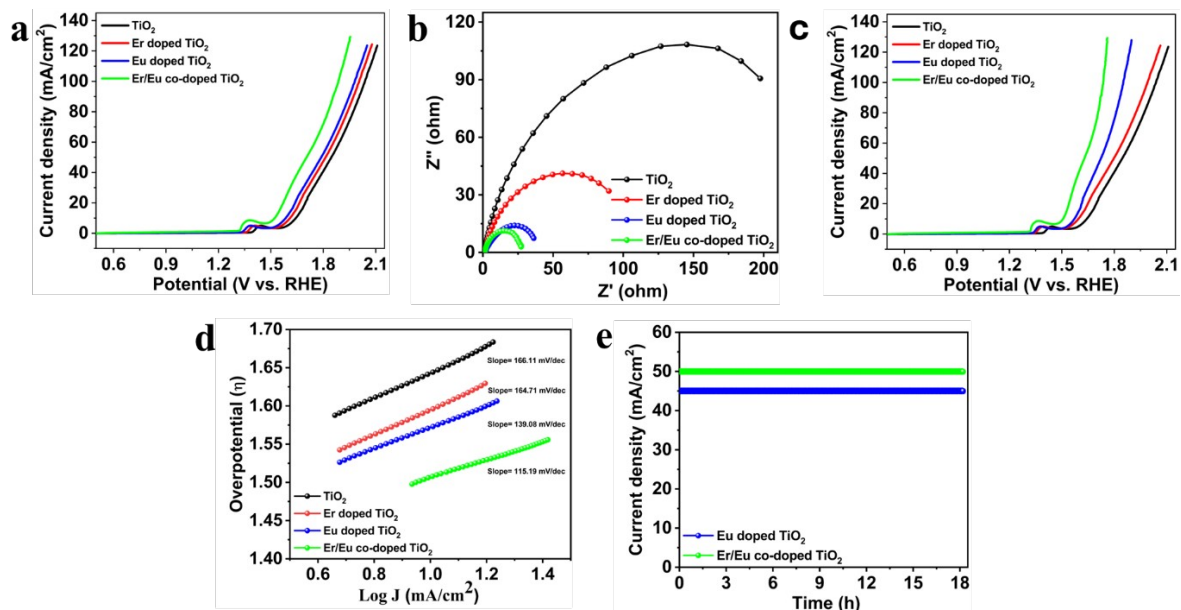 a
Current density (mA/cm²)
140
120
100
80
60
40
20
0
TiO₂
Er doped TiO₂
Eu doped TiO₂
Er/Eu co-doped TiO₂
0.6 0.9 1.2 1.5 1.8 2.1
Potential (V vs. RHE)
b
Z'' (ohm)
120
90
60
30
0
TiO₂
Er doped TiO₂
Eu doped TiO₂
Er/Eu co-doped TiO₂
0 25 50 75 100 125 150 175 200
Z' (ohm)
c
Current density (mA/cm²)
140
120
100
80
60
40
20
0
TiO₂
Er doped TiO₂
Eu doped TiO₂
Er/Eu co-doped TiO₂
0.6 0.9 1.2 1.5 1.8 2.1
Potential (V vs. RHE)
d
Overpotential (η)
1.70
1.65
1.60
1.55
1.50
1.45
1.40
Slope= 166.11 mV/dec
Slope= 164.71 mV/dec
Slope= 139.08 mV/dec
Slope= 115.19 mV/dec
TiO₂
Er doped TiO₂
Eu doped TiO₂
Er/Eu co-doped TiO₂
0.6 0.8 1.0 1.2 1.4
Log J (mA/cm²)
e
Current density (mA/cm²)
60
50
40
30
20
10
0
Eu doped TiO₂
Er/Eu co-doped TiO₂
0 3 6 9 12 15 18
Time (h)